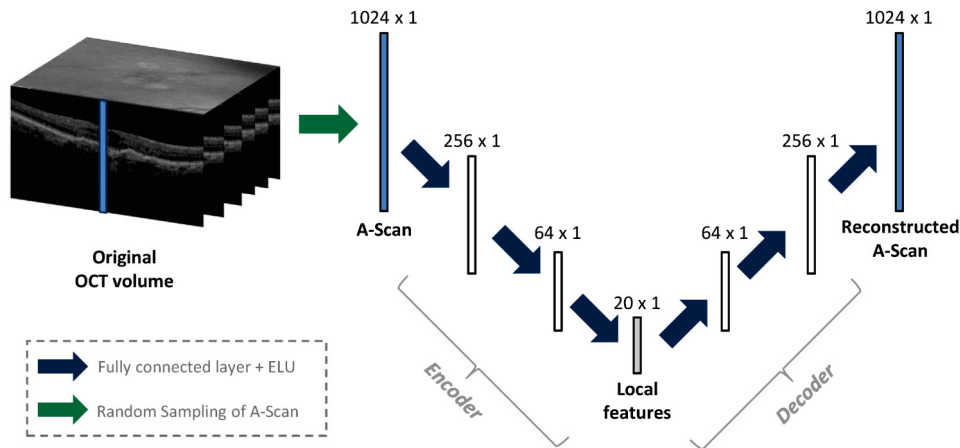 1024 x 1
1024 x 1
256 x 1
256 x 1
A-Scan
Reconstructed
A-Scan
64 x 1
64 x 1
Original
OCT volume
20 x 1
Local
features
Encoder
Decoder
Fully connected layer + ELU
Random Sampling of A-Scan